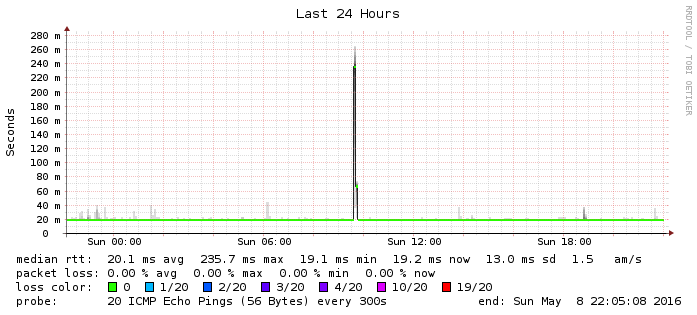 Last 24 Hours
RRDTOOL / TOBI OETIKER
Seconds
280 m
260 m
240 m
220 m
200 m
180 m
160 m
140 m
120 m
100 m
80 m
60 m
40 m
20 m
0
Sun 00:00 Sun 06:00 Sun 12:00 Sun 18:00
median rtt: 20.1 ms avg 235.7 ms max 19.1 ms min 19.2 ms now 13.0 ms sd 1.5 am/s
packet loss: 0.00 % avg 0.00 % max 0.00 % min 0.00 % now
loss color: 0 1/20 2/20 3/20 4/20 10/20 19/20
probe: 20 ICMP Echo Pings (56 Bytes) every 300s end: Sun May 8 22:05:08 2016